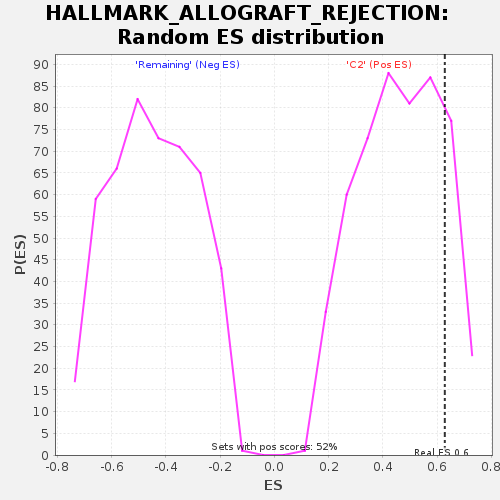 HALLMARK_ALLOGRAFT_REJECTION:
Random ES distribution
'Remaining' (Neg ES)
'C2' (Pos ES)
90
85
80
75
70
65
60
55
50
45
40
35
30
25
20
15
10
5
0
P(ES)
Sets with pos scores: 52%
Real ES 0.6
-0.8 -0.6 -0.4 -0.2 0.0 0.2 0.4 0.6 0.8
ES